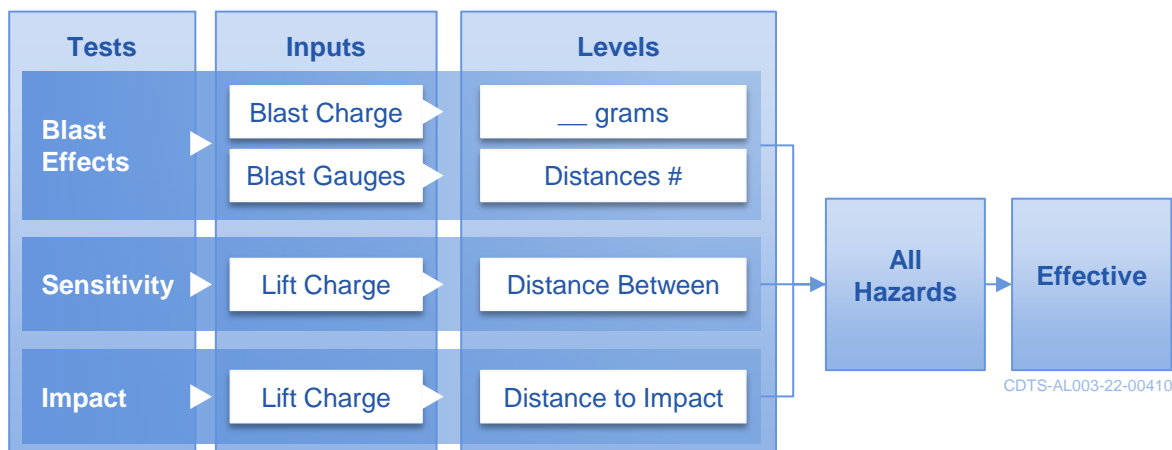 Tests
Inputs
Levels
Blast
Effects
Blast Charge
__ grams
Blast Gauges
Distances #
Sensitivity
Lift Charge
Distance Between
Impact
Lift Charge
Distance to Impact
All
Hazards
Effective
CDTS-AL003-22-00410